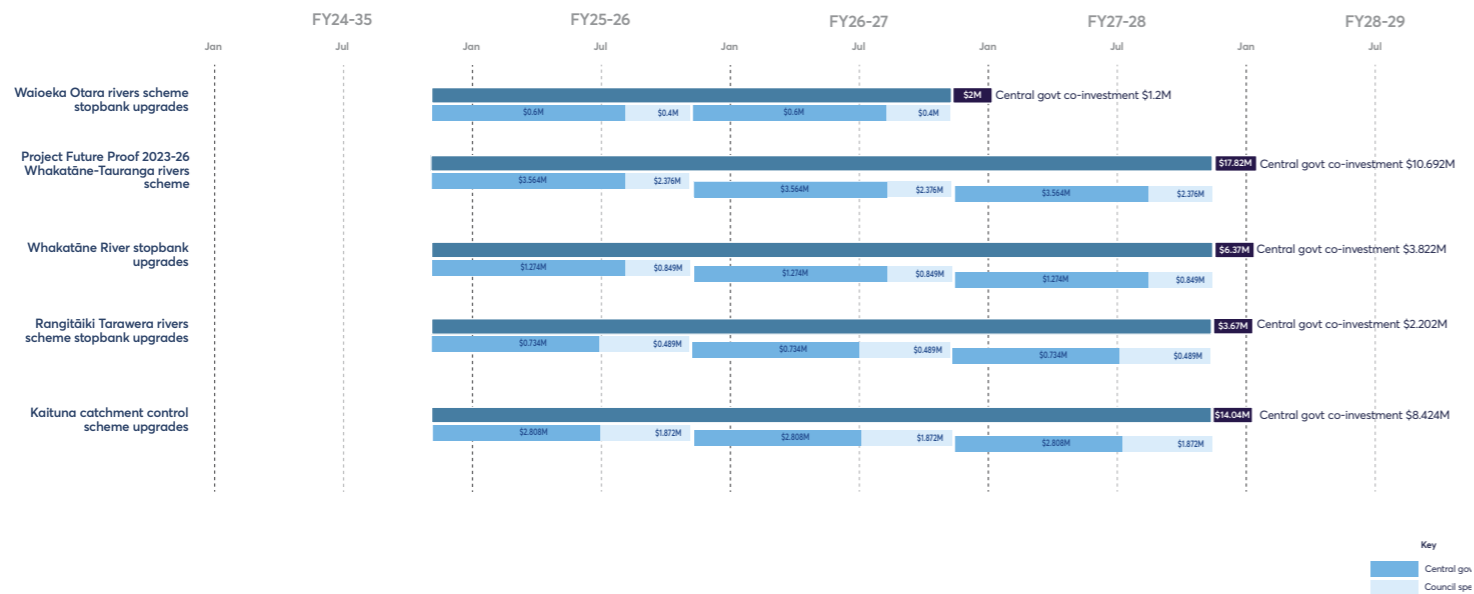 FY24-35 FY25-26 FY26-27 FY27-28 FY28-29
Jan Jul Jan Jul Jan Jul Jan Jul Jan Jul
Waioeka Otara rivers scheme
stopbank upgrades
$2M Central govt co-investment $1.2M
$0.6M $0.4M $0.6M $0.4M
Project Future Proof 2023-26
Whakatāne-Tauranga rivers
scheme
$17.82M Central govt co-investment $10.692M
$3.564M $2.376M $3.564M $2.376M $3.564M $2.376M
Whakatāne River stopbank
upgrades
$6.37M Central govt co-investment $3.822M
$1.274M $0.849M $1.274M $0.849M $1.274M $0.849M
Rangitāiki Tarawera rivers
scheme stopbank upgrades
$3.67M Central govt co-investment $2.202M
$0.734M $0.489M $0.734M $0.489M $0.734M $0.489M
Kaituna catchment control
scheme upgrades
$14.04M Central govt co-investment $8.424M
$2.808M $1.872M $2.808M $1.872M $2.808M $1.872M
Key
Central gov
Council spe